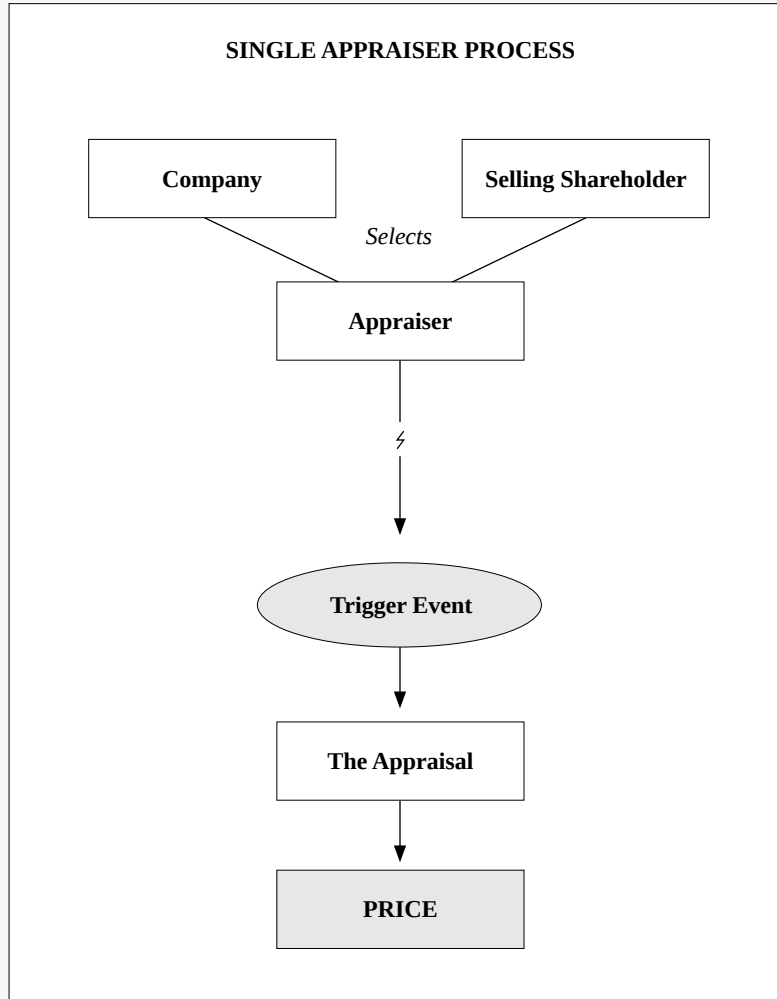 SINGLE APPRAISER PROCESS
Company
Selling Shareholder
Selects
Appraiser
Trigger Event
The Appraisal
PRICE